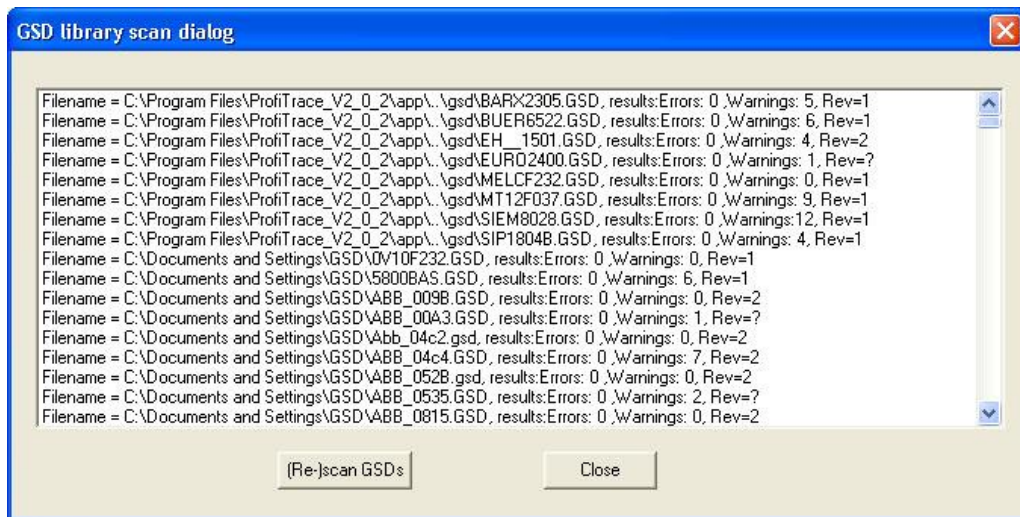 GSD library scan dialog
Filename = C:\Program Files\ProfiTrace_V2_0_2\app\..\gsd\BARX2305.GSD, results:Errors: 0 ,Warnings: 5, Rev=1
Filename = C:\Program Files\ProfiTrace_V2_0_2\app\..\gsd\BUER6522.GSD, results:Errors: 0 ,Warnings: 6, Rev=1
Filename = C:\Program Files\ProfiTrace_V2_0_2\app\..\gsd\EH__1501.GSD, results:Errors: 0 ,Warnings: 4, Rev=2
Filename = C:\Program Files\ProfiTrace_V2_0_2\app\..\gsd\EURO2400.GSD, results:Errors: 0 ,Warnings: 1, Rev=?
Filename = C:\Program Files\ProfiTrace_V2_0_2\app\..\gsd\MELCF232.GSD, results:Errors: 0 ,Warnings: 0, Rev=1
Filename = C:\Program Files\ProfiTrace_V2_0_2\app\..\gsd\MT12F037.GSD, results:Errors: 0 ,Warnings: 9, Rev=1
Filename = C:\Program Files\ProfiTrace_V2_0_2\app\..\gsd\SIEM8028.GSD, results:Errors: 0 ,Warnings:12, Rev=1
Filename = C:\Program Files\ProfiTrace_V2_0_2\app\..\gsd\SIP1804B.GSD, results:Errors: 0 ,Warnings: 4, Rev=1
Filename = C:\Documents and Settings\GSD\0V10F232.GSD, results:Errors: 0 ,Warnings: 0, Rev=1
Filename = C:\Documents and Settings\GSD\5800BAS.GSD, results:Errors: 0 ,Warnings: 6, Rev=1
Filename = C:\Documents and Settings\GSD\ABB_009B.GSD, results:Errors: 0 ,Warnings: 0, Rev=2
Filename = C:\Documents and Settings\GSD\ABB_00A3.GSD, results:Errors: 0 ,Warnings: 1, Rev=?
Filename = C:\Documents and Settings\GSD\Abb_04c2.gsd, results:Errors: 0 ,Warnings: 0, Rev=2
Filename = C:\Documents and Settings\GSD\ABB_04c4.GSD, results:Errors: 0 ,Warnings: 7, Rev=2
Filename = C:\Documents and Settings\GSD\ABB_052B.gsd, results:Errors: 0 ,Warnings: 0, Rev=2
Filename = C:\Documents and Settings\GSD\ABB_0535.GSD, results:Errors: 0 ,Warnings: 2, Rev=?
Filename = C:\Documents and Settings\GSD\ABB_0815.GSD, results:Errors: 0 ,Warnings: 0, Rev=2
(Re-)scan GSDs
Close